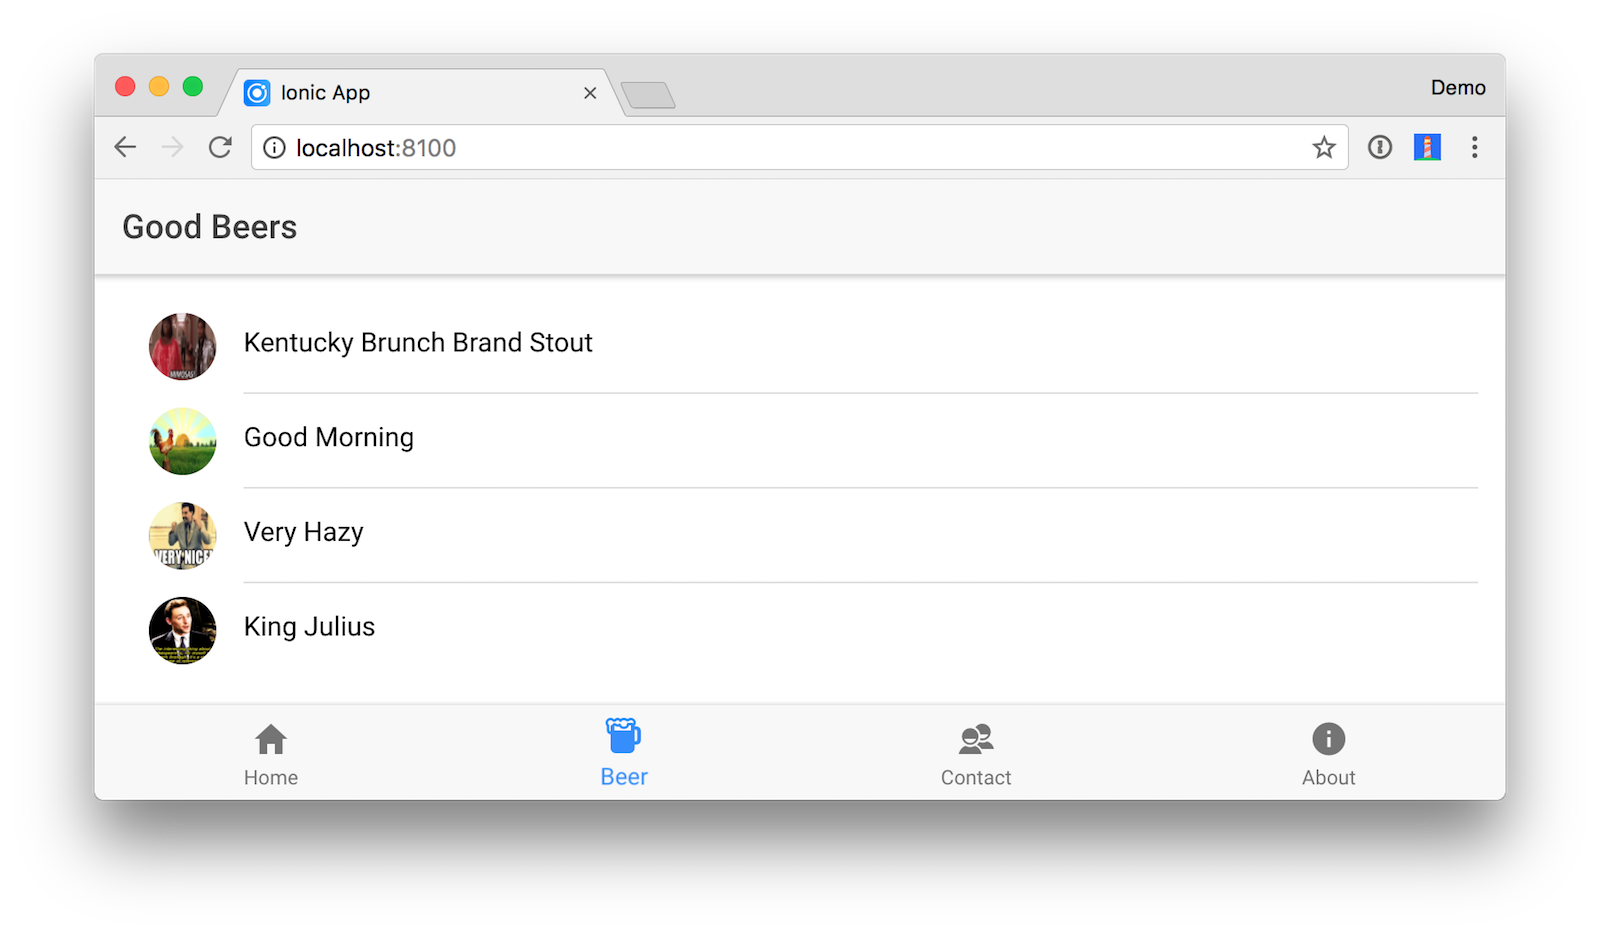 Ionic App
Demo
localhost:8100
Good Beers
Kentucky Brunch Brand Stout
MIMOSAS!
Good Morning
Very Hazy
VERY NICE!
King Julius
Home
Beer
Contact
About